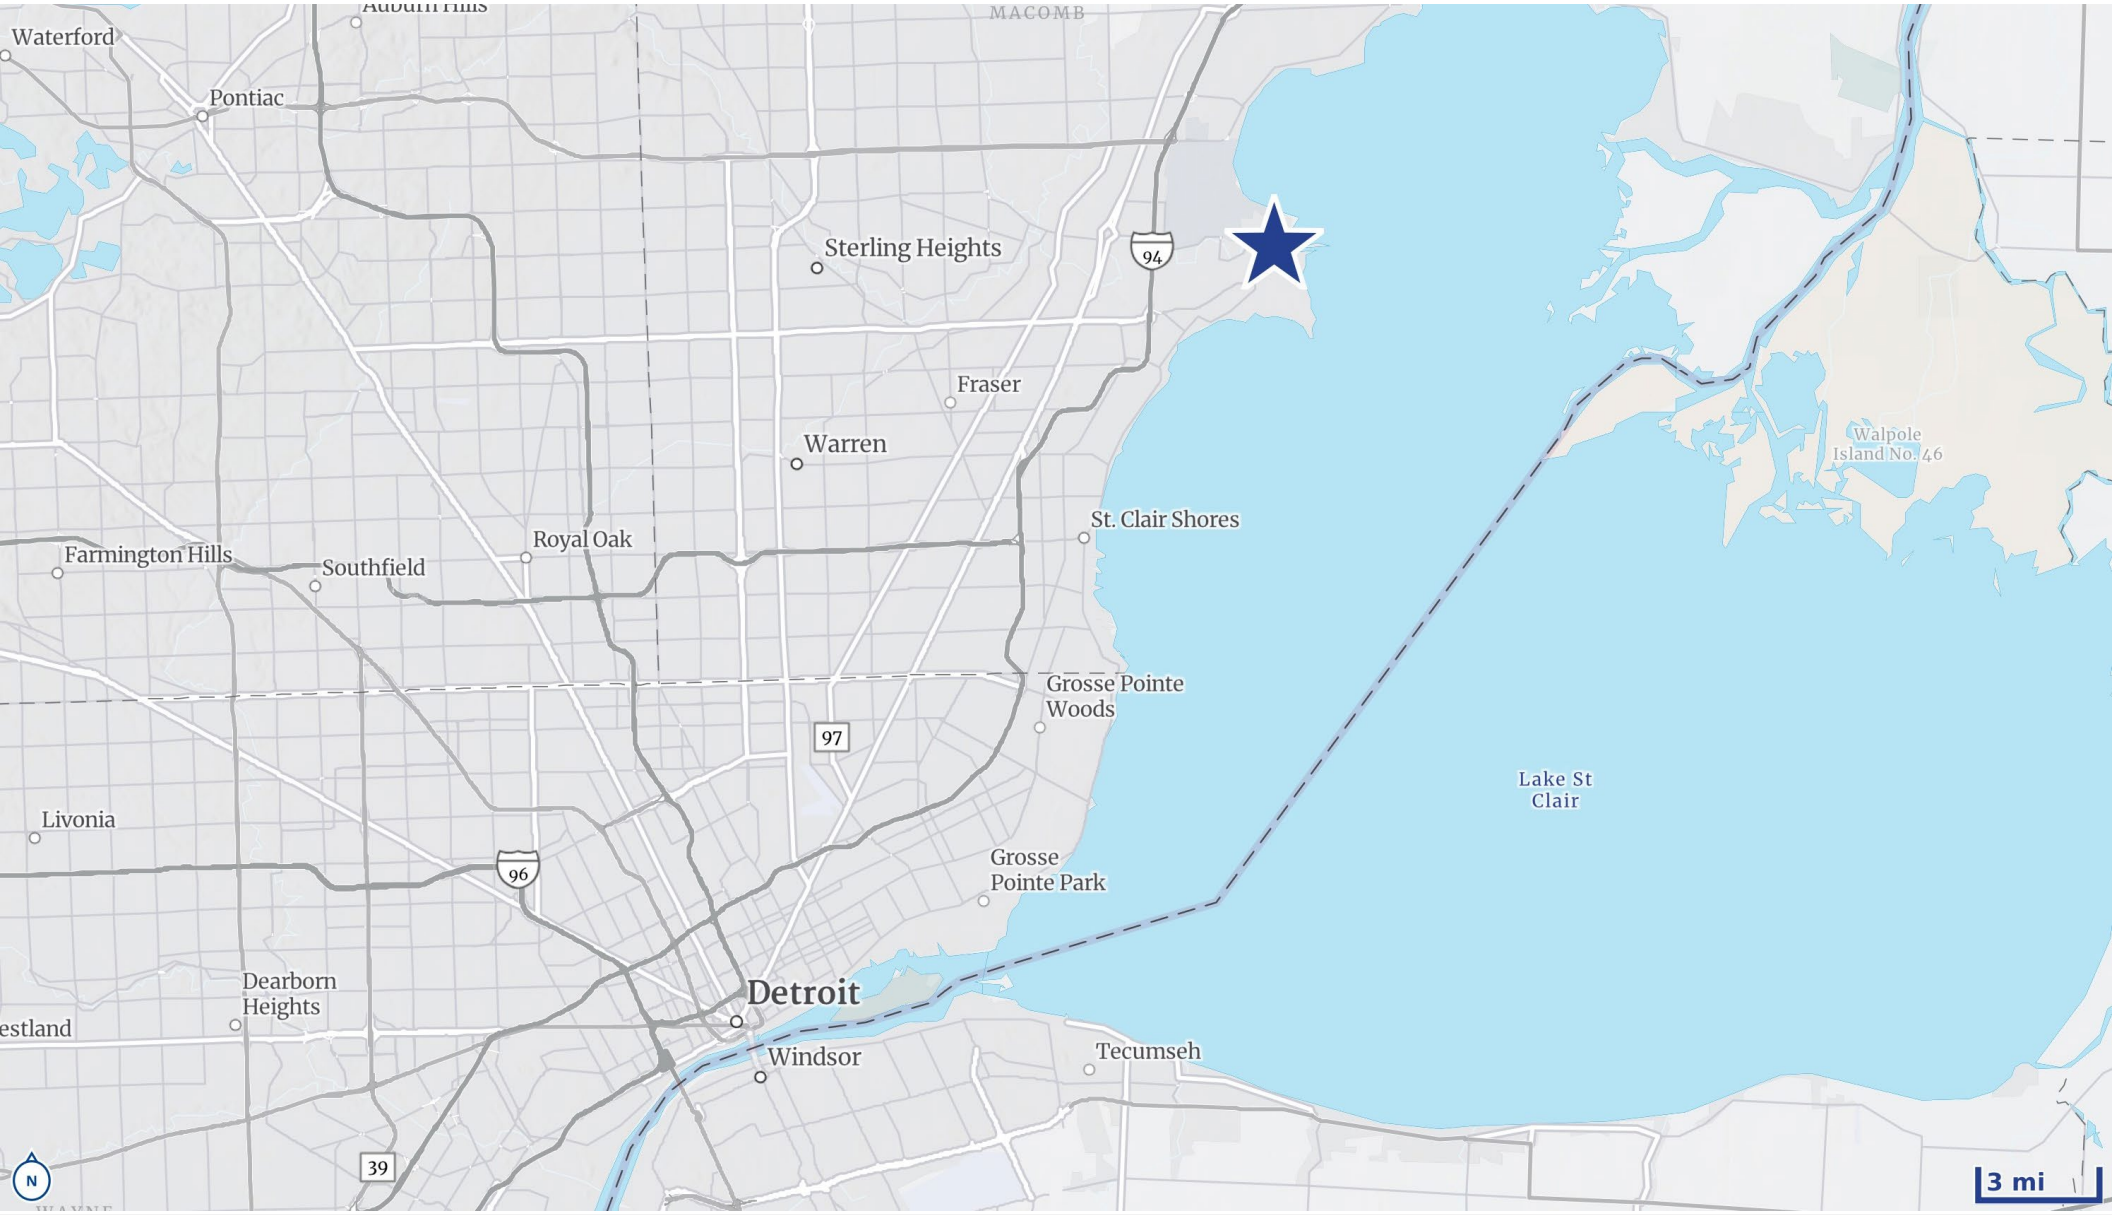 Auburn Hills
MACOMB
Waterford
Pontiac
Sterling Heights
94
Fraser
Warren
Walpole
Island No. 46
St. Clair Shores
Royal Oak
Farmington Hills
Southfield
Grosse Pointe
Woods
97
Lake St
Clair
Livonia
Grosse
Pointe Park
96
Dearborn
Heights
Detroit
estland
Tecumseh
Windsor
39
N
3 mi
WAYNE